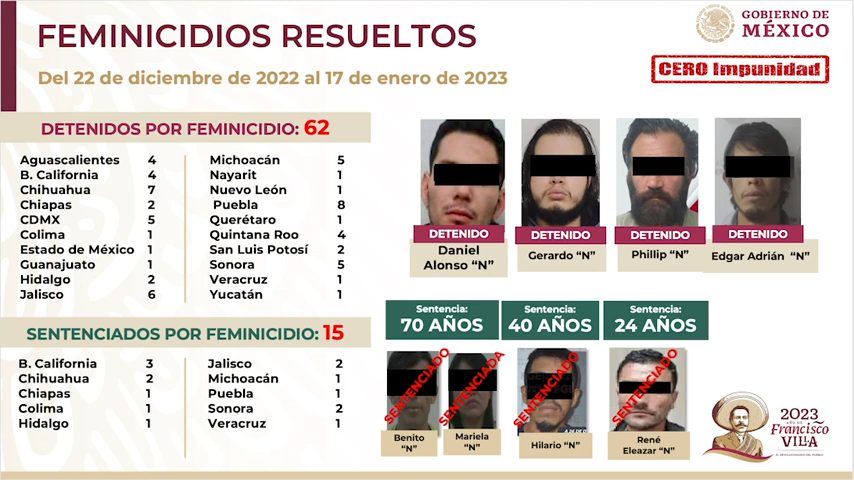 FEMINICIDIOS RESUELTOS
Del 22 de diciembre de 2022 al 17 de enero de 2023
GOBIERNO DE
MÉXICO
CERO Impunidad
DETENIDOS POR FEMINICIDIO: 62
Aguascalientes 4
B. California 4
Chihuahua 7
Chiapas 2
CDMX 5
Colima 1
Estado de México 1
Guanajuato 1
Hidalgo 2
Jalisco 6
Michoacán 5
Nayarit 1
Nuevo León 1
Puebla 8
Querétaro 1
Quintana Roo 4
San Luis Potosí 2
Sonora 5
Veracruz 1
Yucatán 1
DETENIDO
Daniel
Alonso “N”
DETENIDO
Gerardo “N”
DETENIDO
Phillip “N”
DETENIDO
Edgar Adrián “N”
SENTENCIADOS POR FEMINICIDIO: 15
B. California 3
Chihuahua 2
Chiapas 1
Colima 1
Hidalgo 1
Jalisco 2
Michoacán 1
Puebla 1
Sonora 2
Veracruz 1
Sentencia:
70 AÑOS
Sentencia:
40 AÑOS
Sentencia:
24 AÑOS
SENTENCIADO
Benito
“N”
SENTENCIADA
Mariela
“N”
SENTENCIADO
Hilario “N”
SENTENCIADO
René
Eleazar “N”
2023
AÑO DE
Francisco
VILLA
EL REVOLUCIONARIO DEL PUEBLO